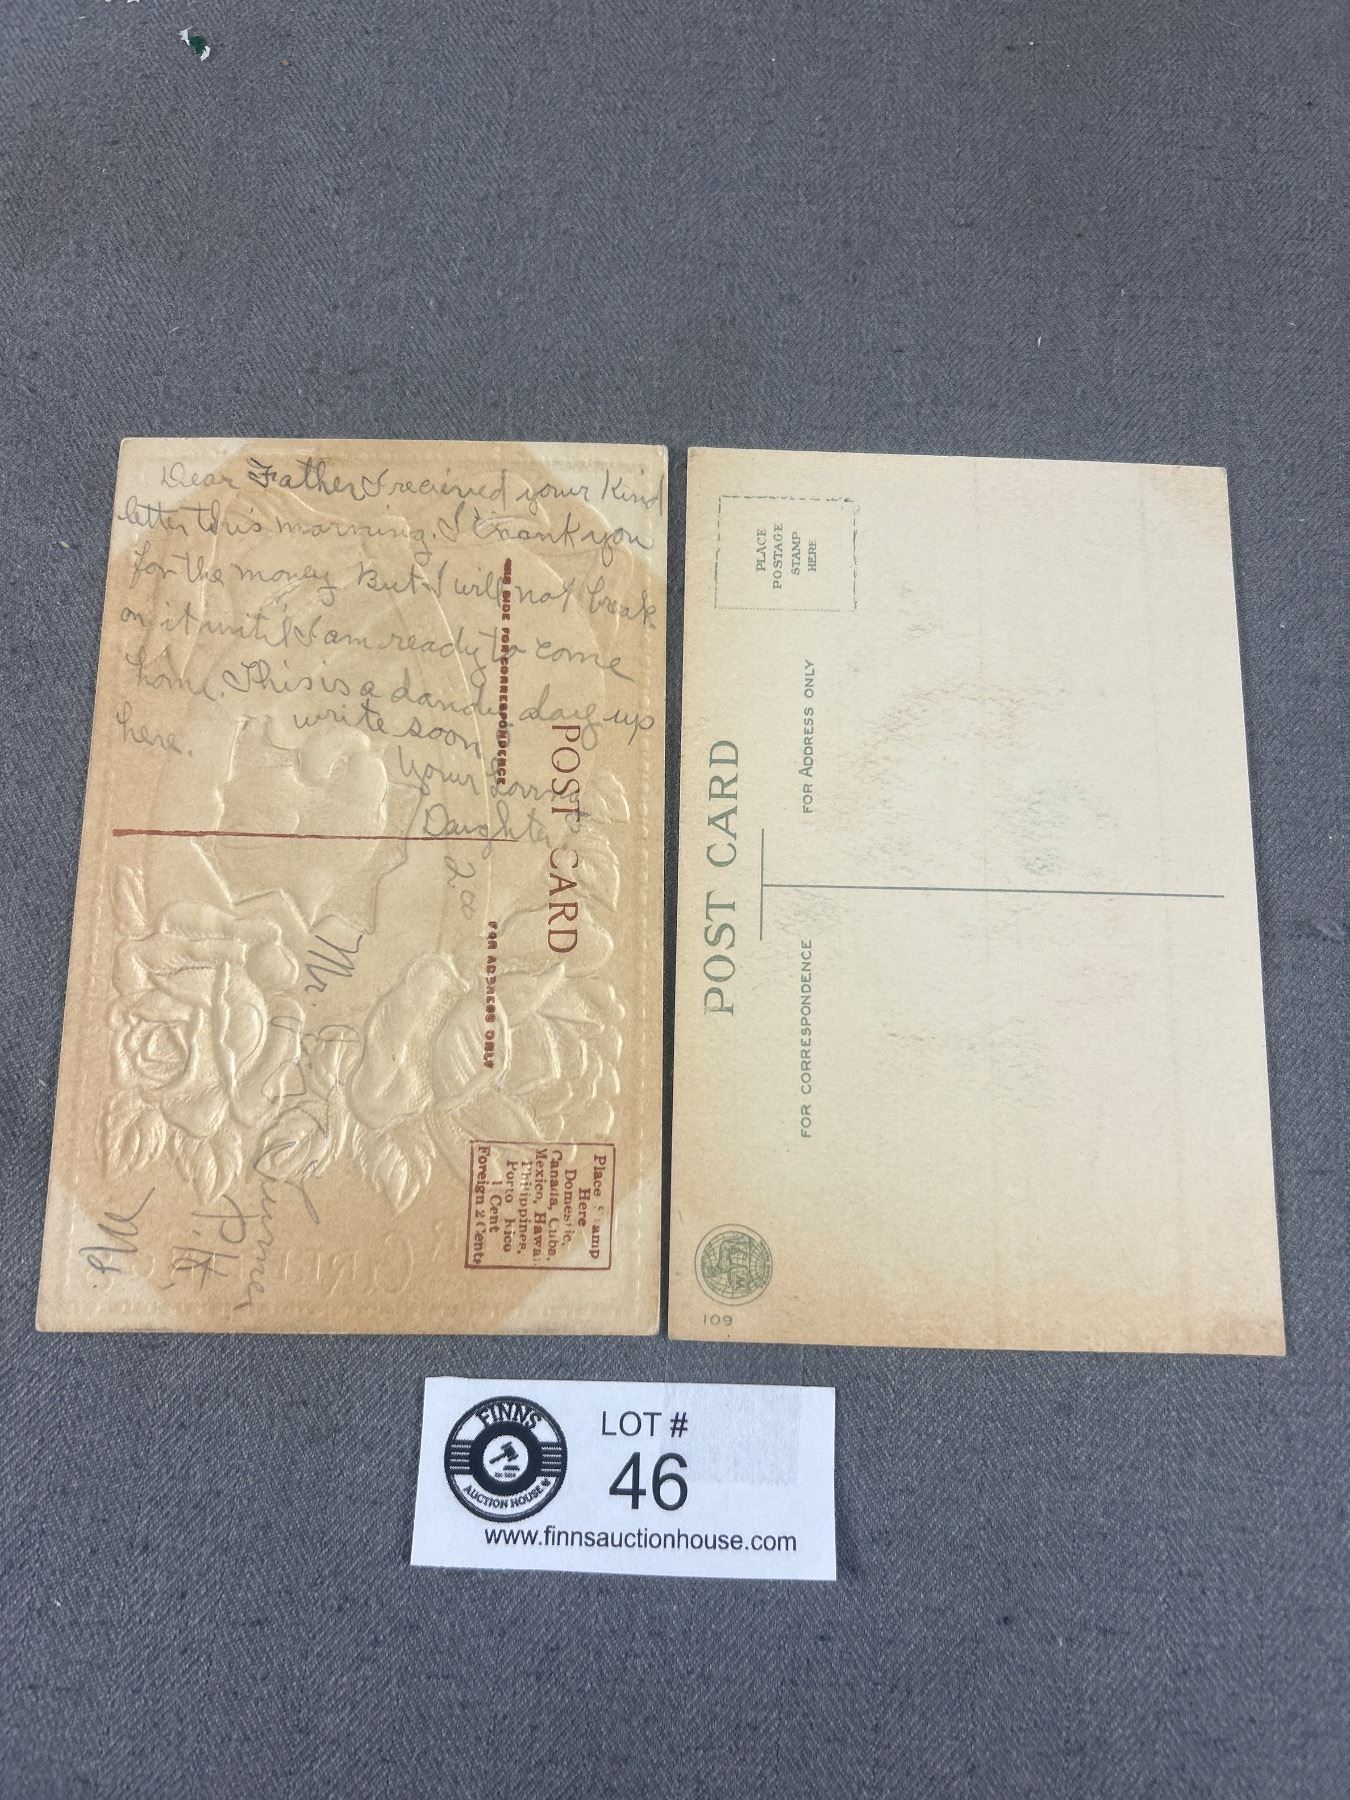 Dear Father I recieved your Kind
letter this morning. I thank you
for the money But I will not break
on it until I am ready to come
home. This is a dandy day up
here. write soon
Your
Daughter
2.00
THIS SIDE FOR CORRESPONDENCE
POST CARD
FOR ADDRESS ONLY
Mr.
P.H.
Place Stamp
Here
Domestic,
Canada, Cuba,
Mexico, Hawaii
Philippines,
Porto Rico
1 Cent
Foreign 2 Cents
PLACE
POSTAGE
STAMP
HERE
POST CARD
FOR ADDRESS ONLY
FOR CORRESPONDENCE
109
FINNS
AUCTION HOUSE
LOT #
46
www.finnsauctionhouse.com